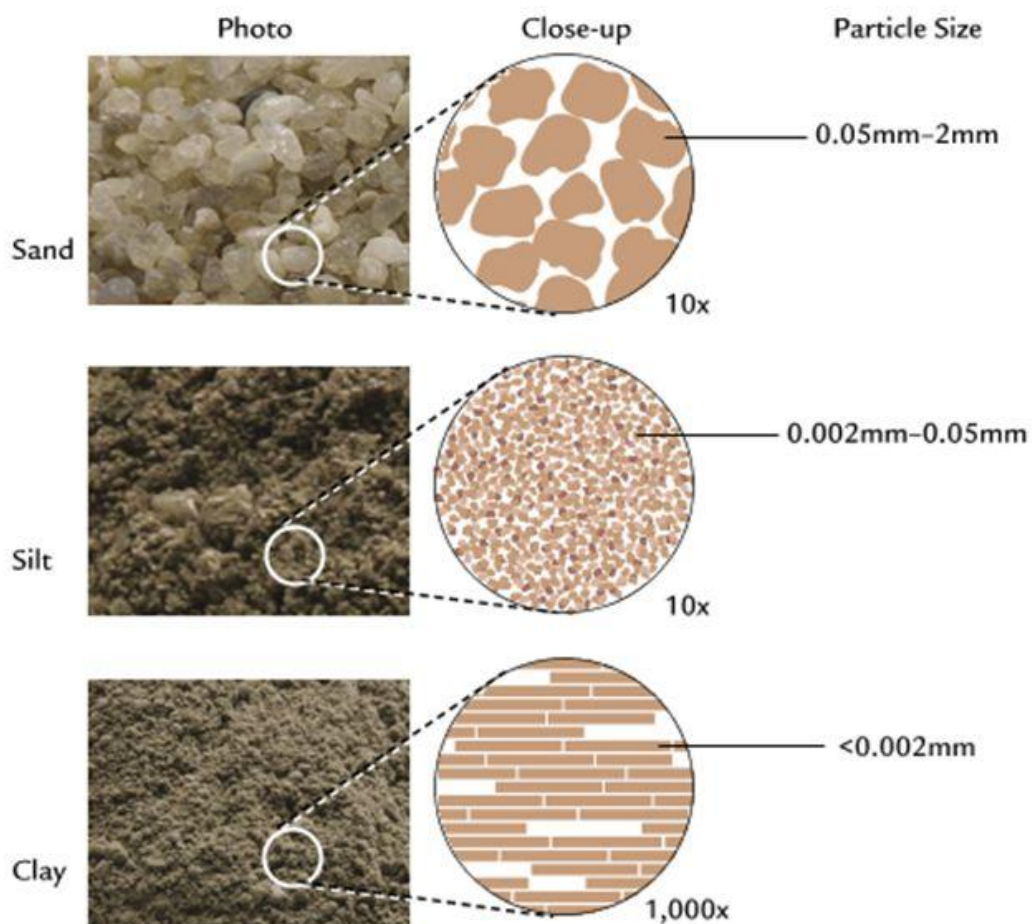 Photo Close-up Particle Size
Sand
0.05mm–2mm
10x
Silt
0.002mm–0.05mm
10x
Clay
<0.002mm
1,000x